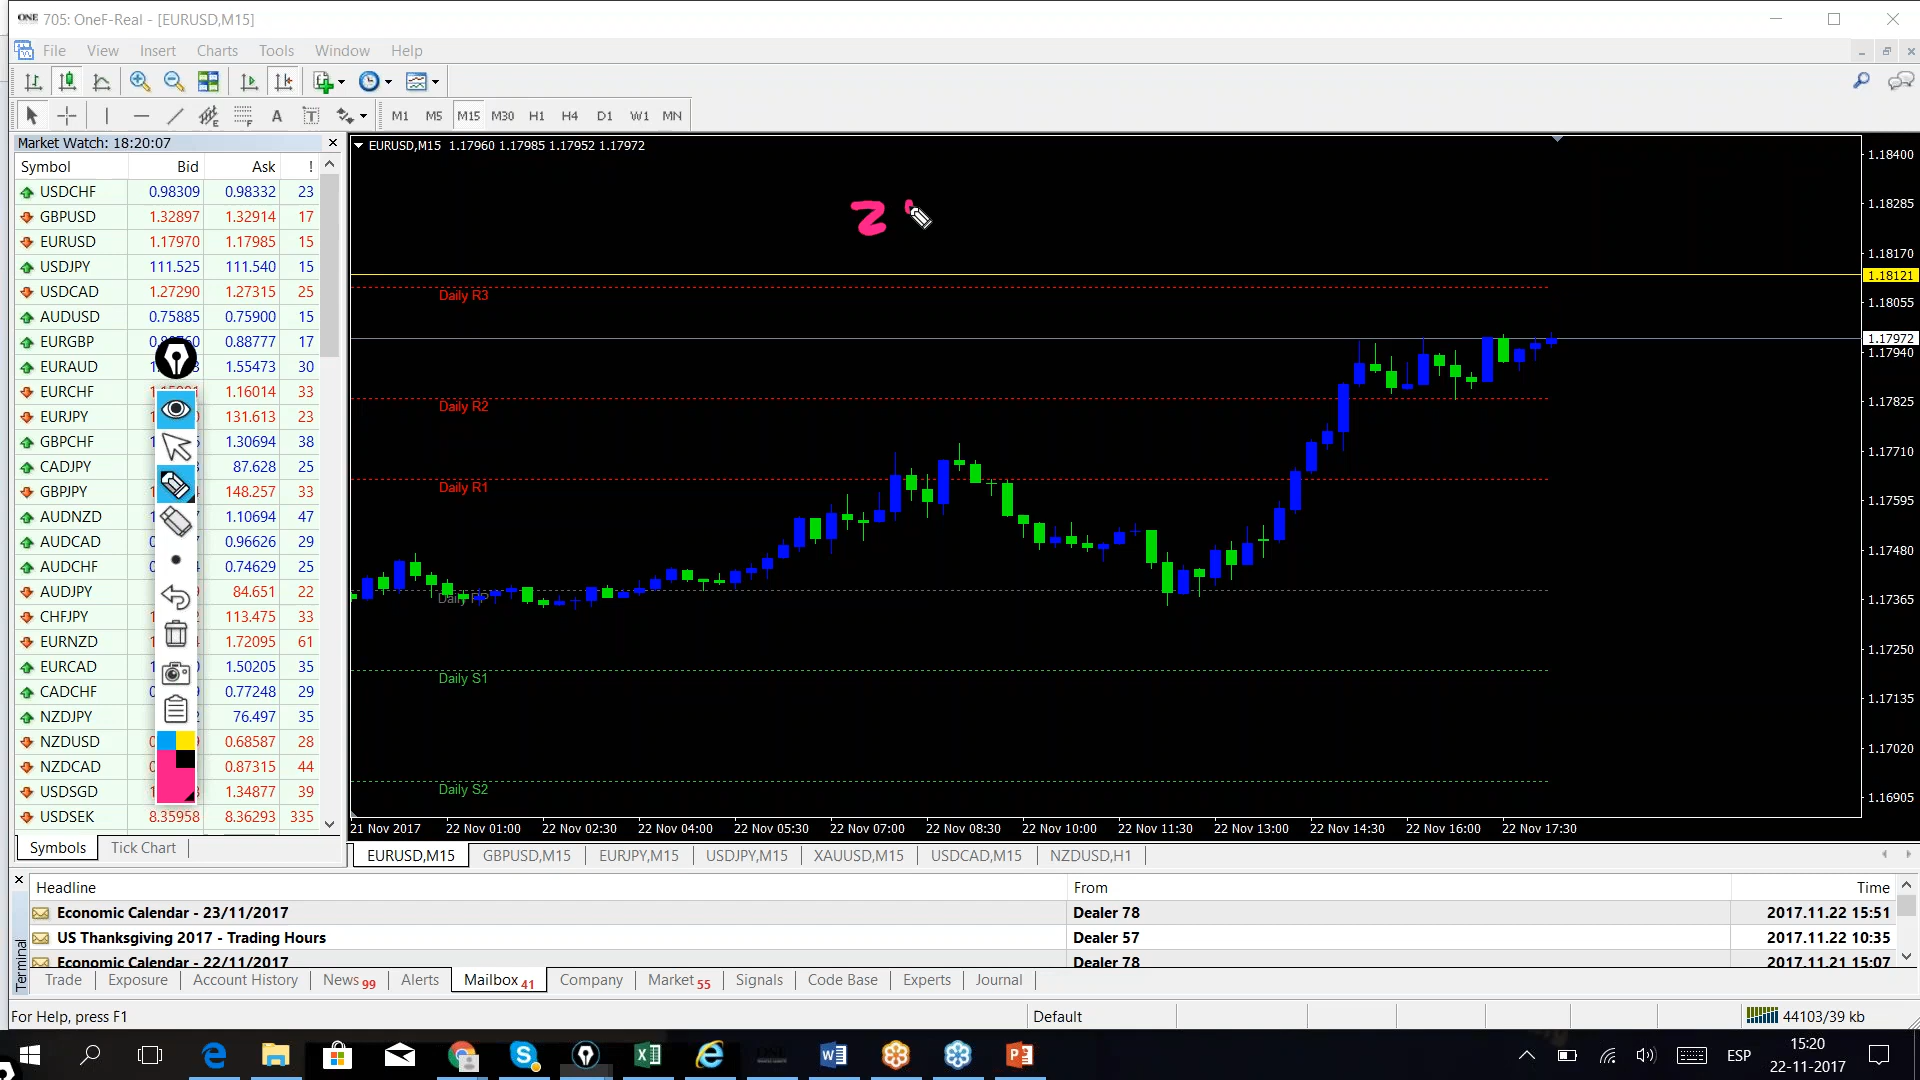 ONE 705: OneF-Real - [EURUSD,M15]
File View Insert Charts Tools Window Help
A T M1 M5 M15 M30 H1 H4 D1 W1 MN
Market Watch: 18:20:07
Symbol Bid Ask !
USDCHF 0.98309 0.98332 23
GBPUSD 1.32897 1.32914 17
EURUSD 1.17970 1.17985 15
USDJPY 111.525 111.540 15
USDCAD 1.27290 1.27315 25
AUDUSD 0.75885 0.75900 15
EURGBP 0.88777 17
EURAUD 1.55473 30
EURCHF 1.16014 33
EURJPY 131.613 23
GBPCHF 1.30694 38
CADJPY 87.628 25
GBPJPY 148.257 33
AUDNZD 1.10694 47
AUDCAD 0.96626 29
AUDCHF 0.74629 25
AUDJPY 84.651 22
CHFJPY 113.475 33
EURNZD 1.72095 61
EURCAD 1.50205 35
CADCHF 0.77248 29
NZDJPY 76.497 35
NZDUSD 0.68587 28
NZDCAD 0.87315 44
USDSGD 1.34877 39
USDSEK 8.35958 8.36293 335
Symbols Tick Chart
EURUSD,M15 1.17960 1.17985 1.17952 1.17972
Daily R3
Daily R2
Daily R1
Daily PP
Daily S1
Daily S2
1.18400
1.18285
1.18170
1.18121
1.18055
1.17972
1.17940
1.17825
1.17710
1.17595
1.17480
1.17365
1.17250
1.17135
1.17020
1.16905
21 Nov 2017 22 Nov 01:00 22 Nov 02:30 22 Nov 04:00 22 Nov 05:30 22 Nov 07:00 22 Nov 08:30 22 Nov 10:00 22 Nov 11:30 22 Nov 13:00 22 Nov 14:30 22 Nov 16:00 22 Nov 17:30
EURUSD,M15 GBPUSD,M15 EURJPY,M15 USDJPY,M15 XAUUSD,M15 USDCAD,M15 NZDUSD,H1
Headline From Time
Economic Calendar - 23/11/2017 Dealer 78 2017.11.22 15:51
US Thanksgiving 2017 - Trading Hours Dealer 57 2017.11.22 10:35
Economic Calendar - 22/11/2017 Dealer 78 2017.11.21 15:07
Terminal
Trade Exposure Account History News 99 Alerts Mailbox 41 Company Market 55 Signals Code Base Experts Journal
For Help, press F1 Default 44103/39 kb
ESP 15:20
22-11-2017